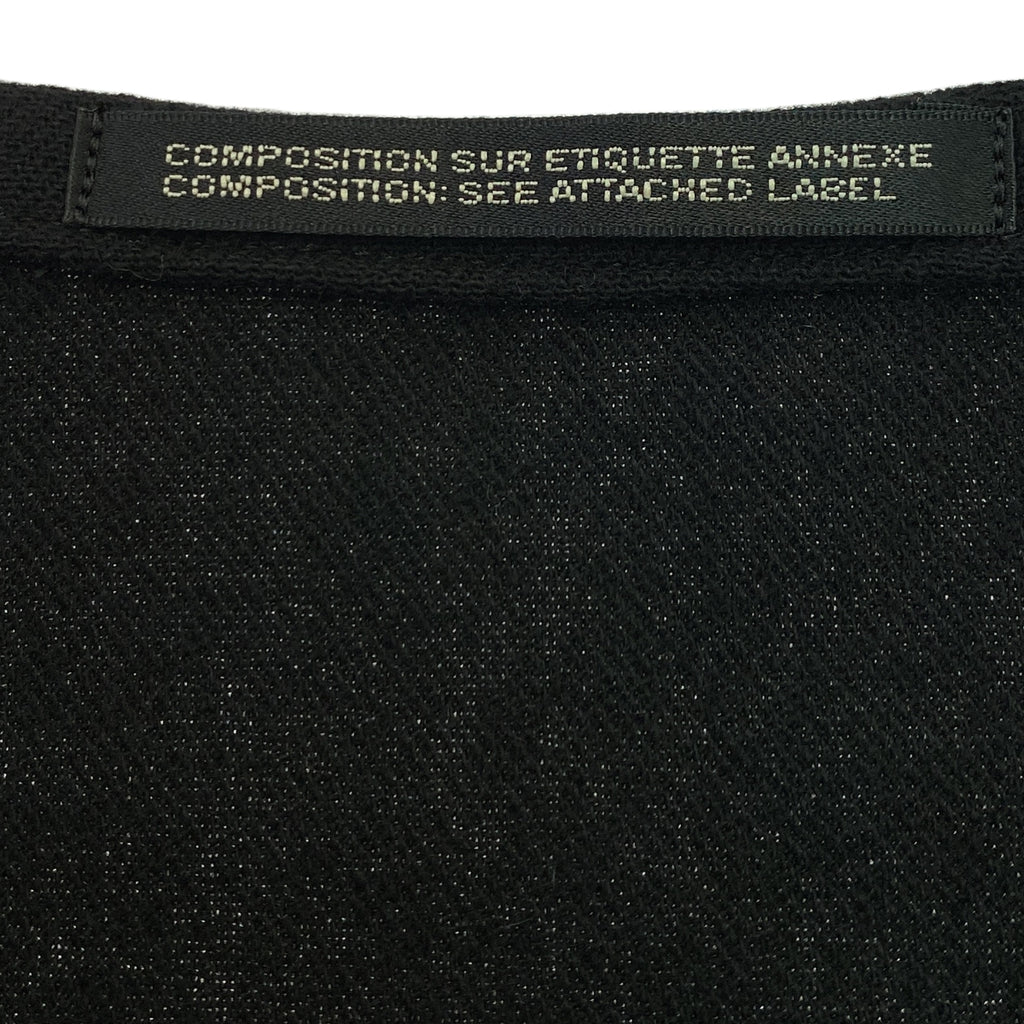 COMPOSITION SUR ETIQUETTE ANNEXE
COMPOSITION: SEE ATTACHED LABEL